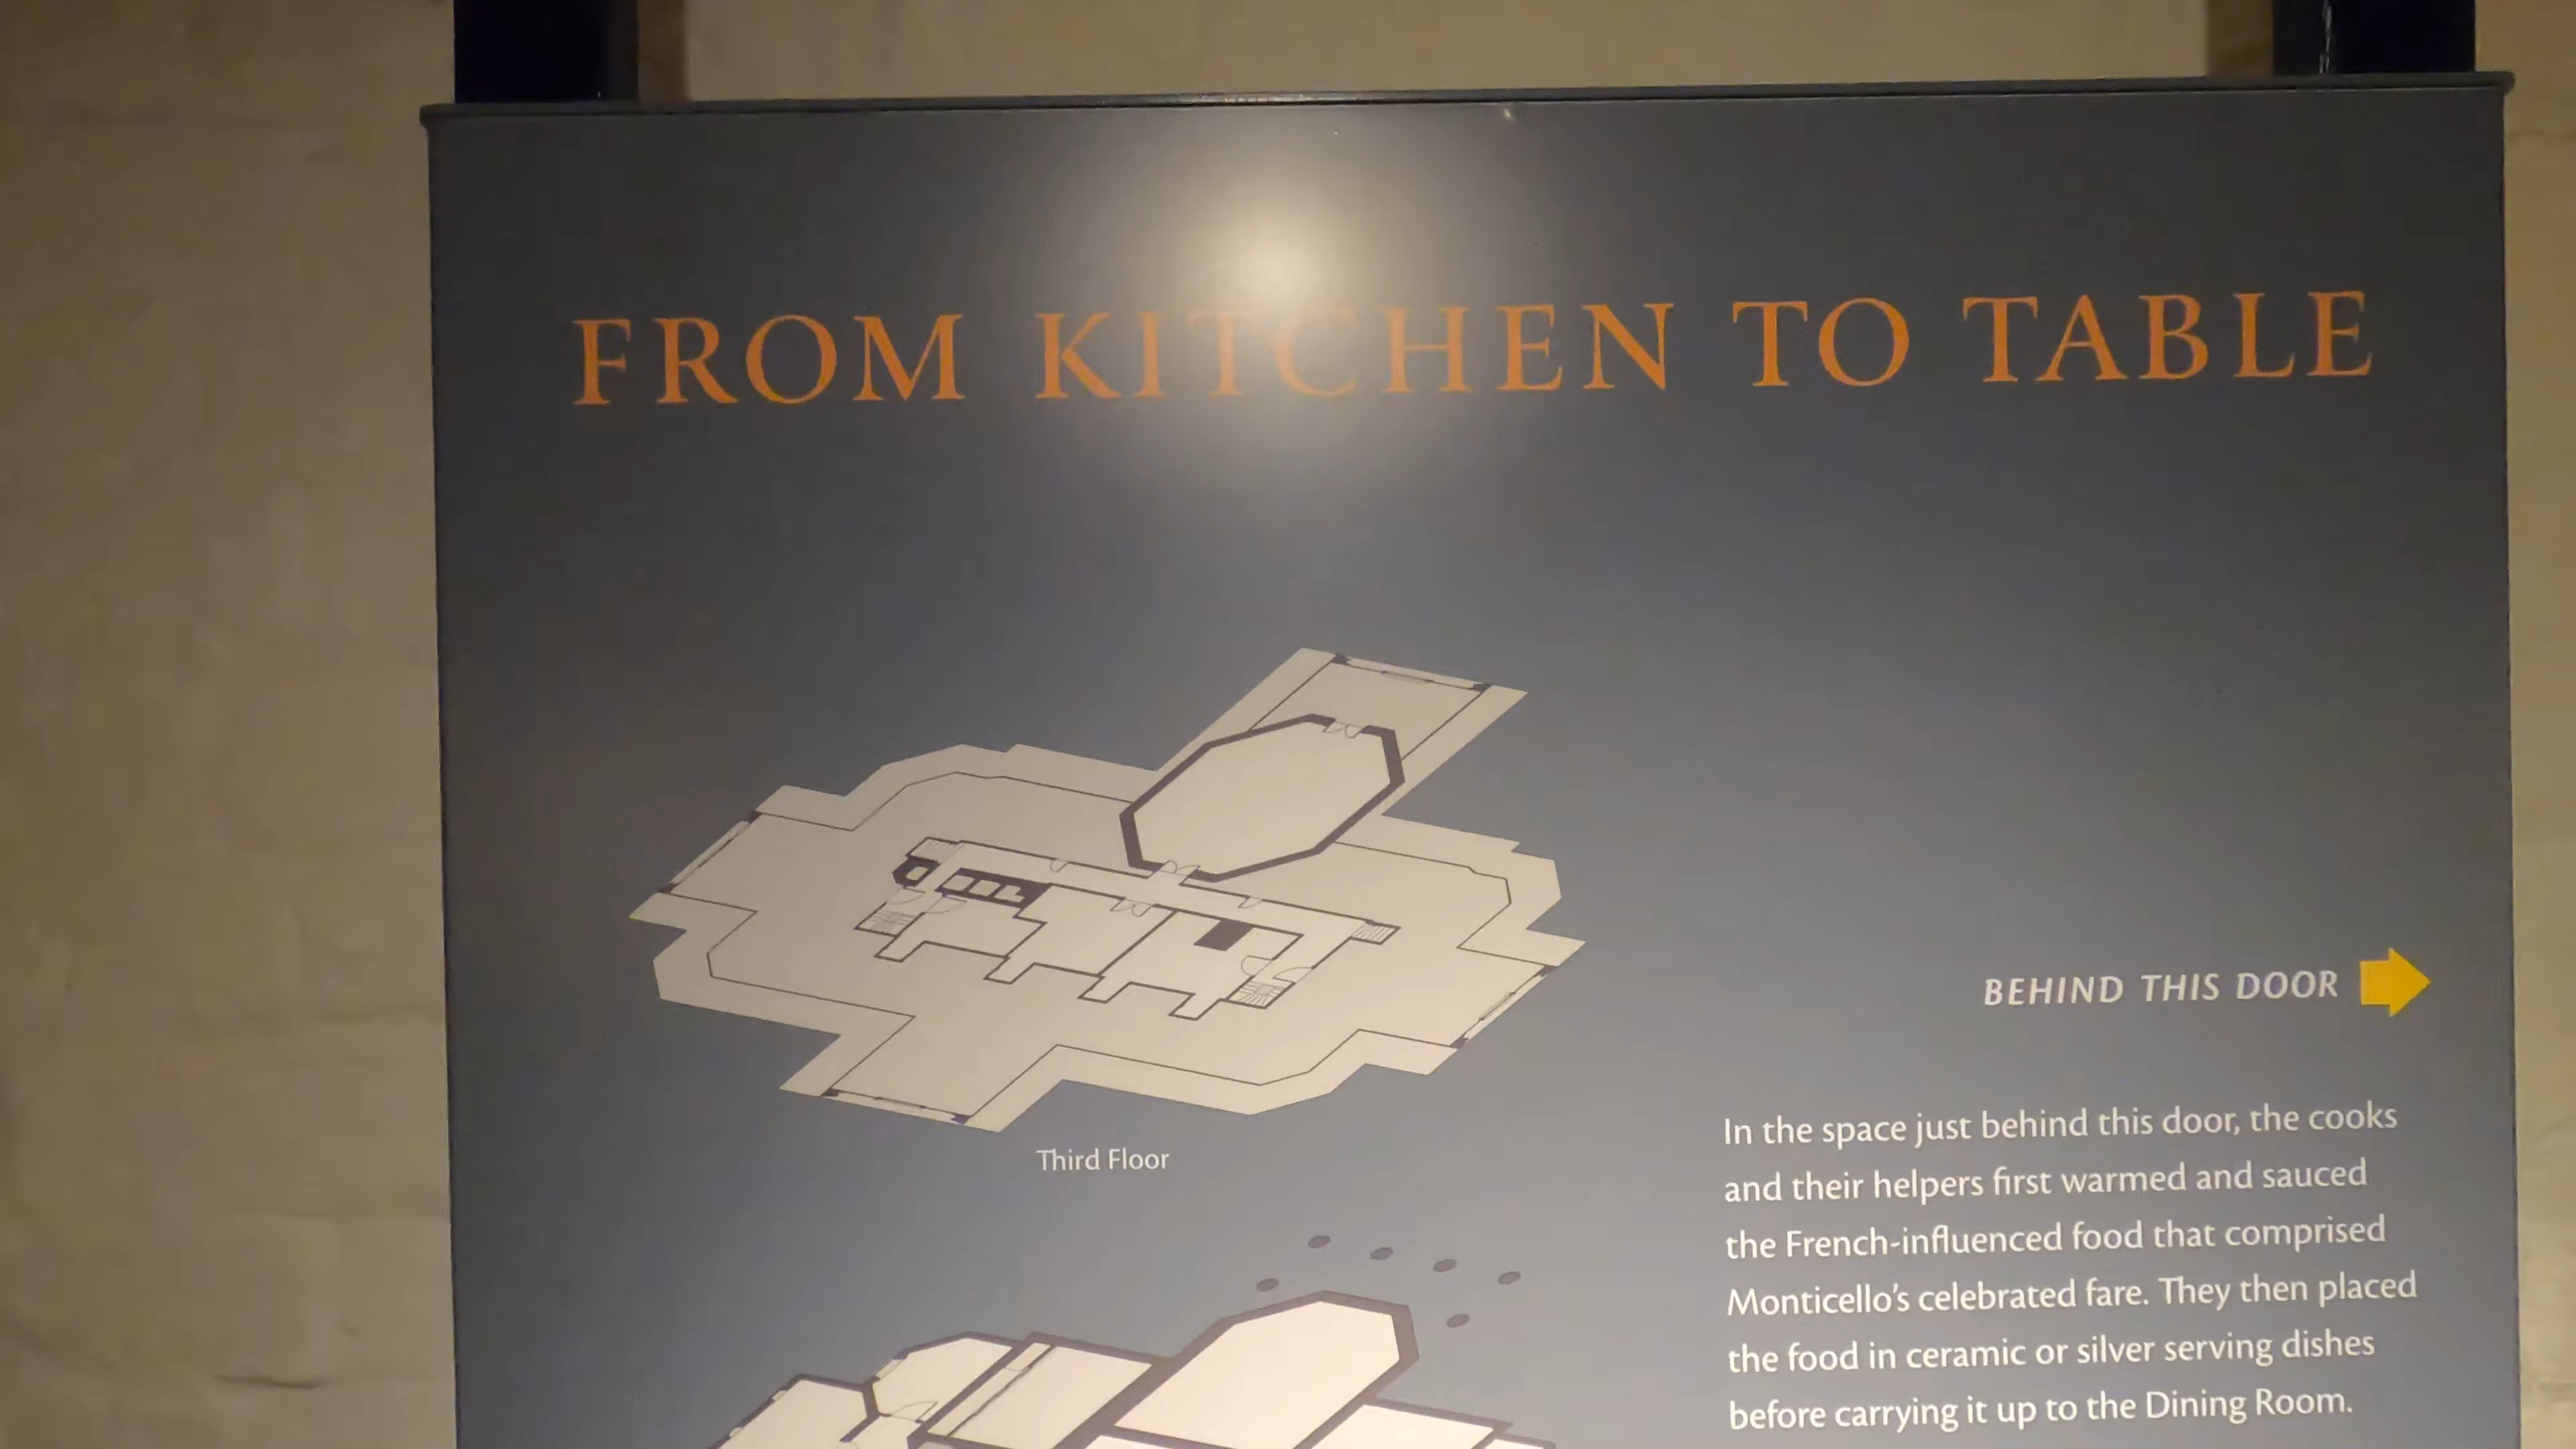 FROM KITCHEN TO TABLE
Third Floor
BEHIND THIS DOOR
In the space just behind this door, the cooks
and their helpers first warmed and sauced
the French-influenced food that comprised
Monticello's celebrated fare. They then placed
the food in ceramic or silver serving dishes
before carrying it up to the Dining Room.